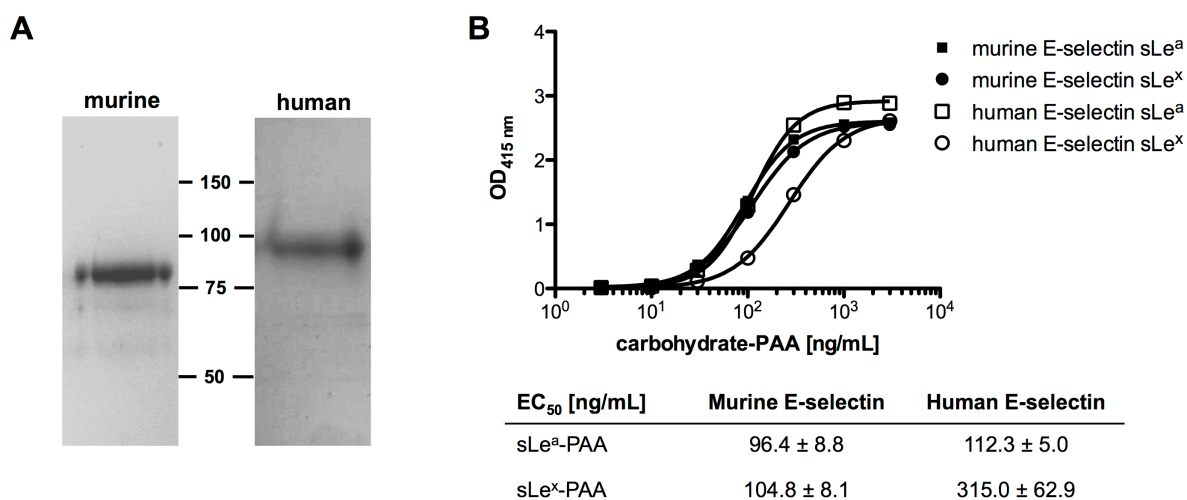 A
murine
human
150
100
75
50
B
4
3
2
1
0
OD415 nm
10⁰
10¹
10²
10³
10⁴
carbohydrate-PAA [ng/mL]
murine E-selectin sLeᵃ
murine E-selectin sLeˣ
human E-selectin sLeᵃ
human E-selectin sLeˣ
EC₅₀ [ng/mL] Murine E-selectin Human E-selectin
sLeᵃ-PAA 96.4 ± 8.8 112.3 ± 5.0
sLeˣ-PAA 104.8 ± 8.1 315.0 ± 62.9